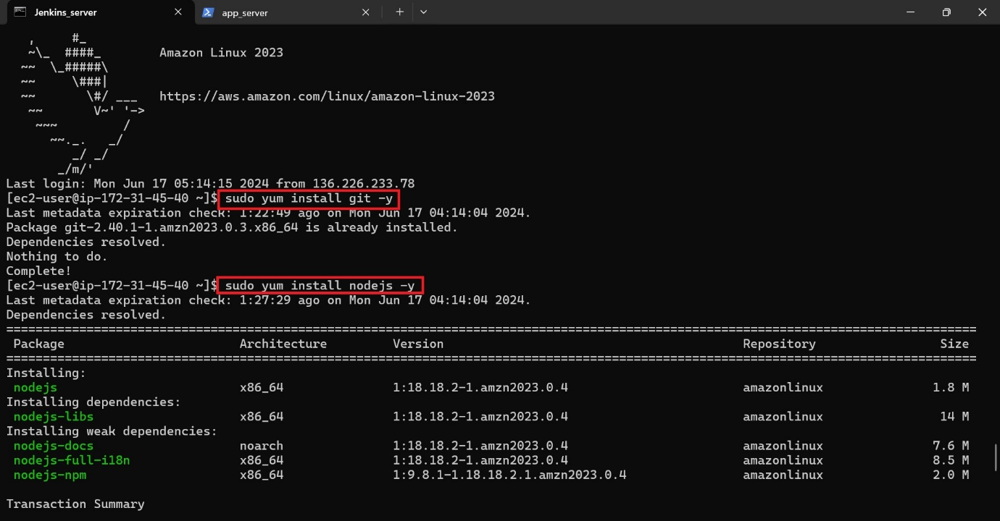 Jenkins_server
app_server
      ,     #_
   ~\_  ####_        Amazon Linux 2023
  ~~  \_#####\
  ~~     \###|
  ~~       \#/ ___   https://aws.amazon.com/linux/amazon-linux-2023
   ~~       V~' '->
    ~~~         /
      ~~._.   _/
         _/ _/
       _/m/'
Last login: Mon Jun 17 05:14:15 2024 from 136.226.233.78
[ec2-user@ip-172-31-45-40 ~]$ sudo yum install git -y
Last metadata expiration check: 1:22:49 ago on Mon Jun 17 04:14:04 2024.
Package git-2.40.1-1.amzn2023.0.3.x86_64 is already installed.
Dependencies resolved.
Nothing to do.
Complete!
[ec2-user@ip-172-31-45-40 ~]$ sudo yum install nodejs -y
Last metadata expiration check: 1:27:29 ago on Mon Jun 17 04:14:04 2024.
Dependencies resolved.
================================================================================
Package Architecture Version Repository Size
================================================================================
Installing:
nodejs x86_64 1:18.18.2-1.amzn2023.0.4 amazonlinux 1.8 M
Installing dependencies:
nodejs-libs x86_64 1:18.18.2-1.amzn2023.0.4 amazonlinux 14 M
Installing weak dependencies:
nodejs-docs noarch 1:18.18.2-1.amzn2023.0.4 amazonlinux 7.6 M
nodejs-full-i18n x86_64 1:18.18.2-1.amzn2023.0.4 amazonlinux 8.5 M
nodejs-npm x86_64 1:9.8.1-1.18.18.2.1.amzn2023.0.4 amazonlinux 2.0 M
Transaction Summary